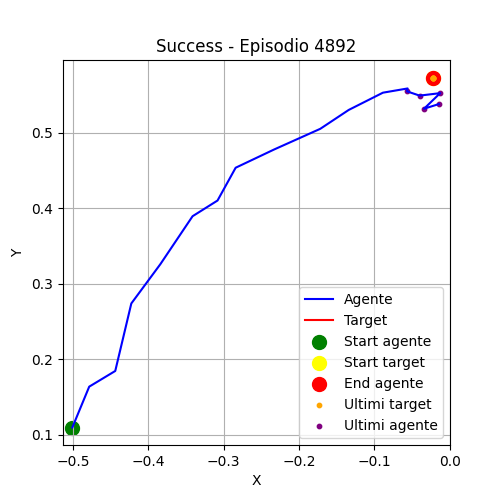 Success - Episodio 4892
Y
0.5
0.4
0.3
0.2
0.1
−0.5
−0.4
−0.3
−0.2
−0.1
0.0
X
Agente
Target
Start agente
Start target
End agente
Ultimi target
Ultimi agente